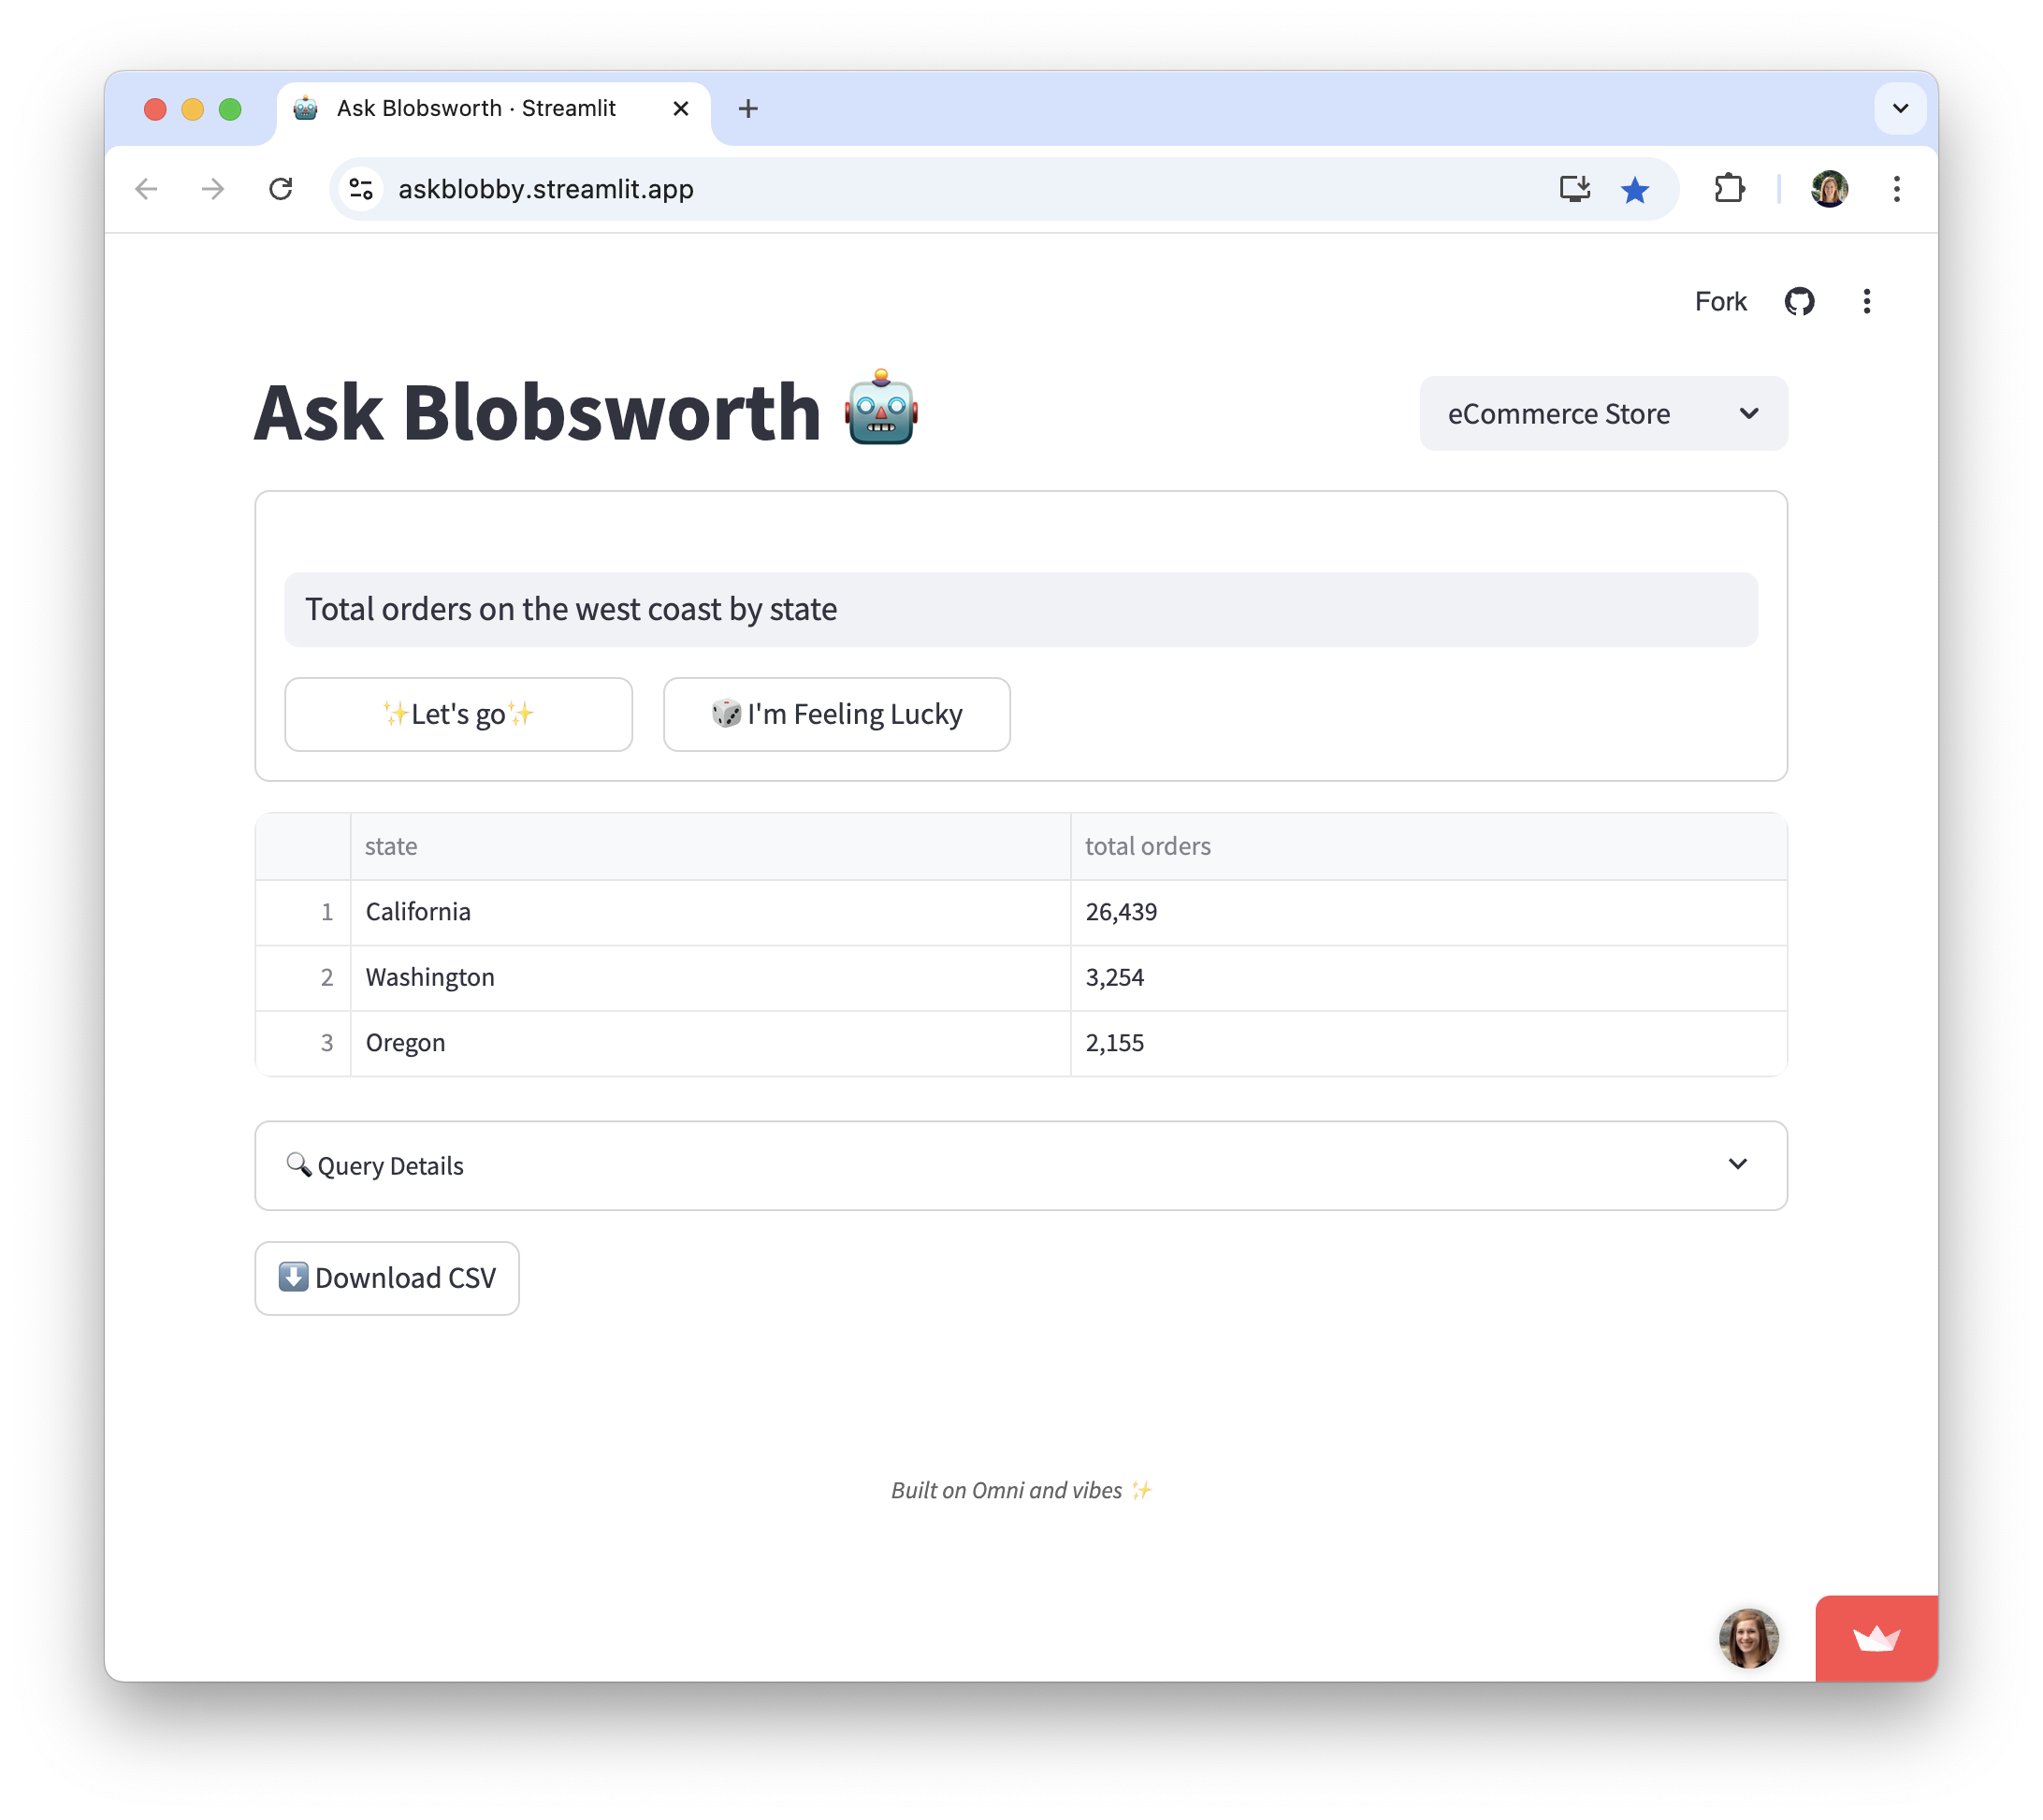 Ask Blobsworth · Streamlit
askblobby.streamlit.app
Fork
Ask Blobsworth
eCommerce Store
Total orders on the west coast by state
✨Let's go✨
🎲 I'm Feeling Lucky
state total orders
1 California 26,439
2 Washington 3,254
3 Oregon 2,155
🔍 Query Details
⬇️ Download CSV
Built on Omni and vibes ✨